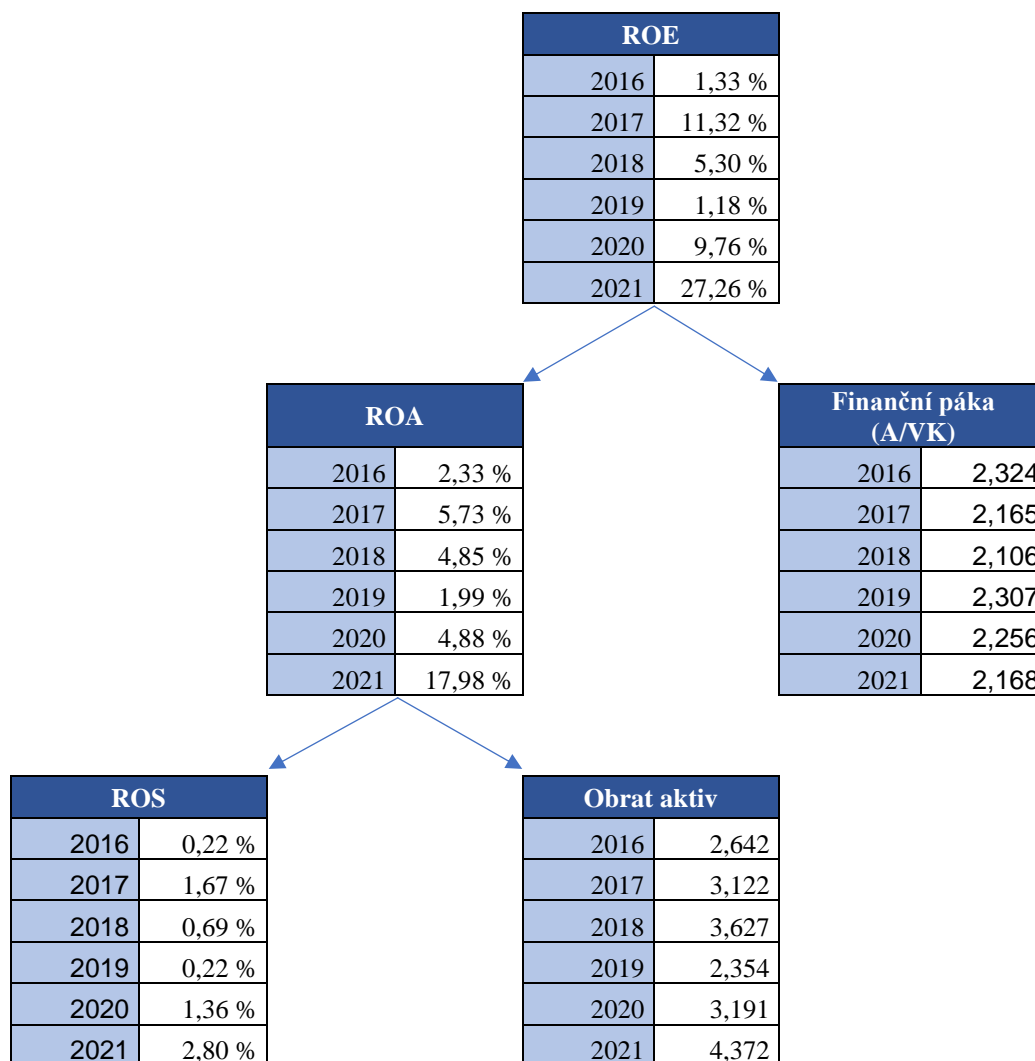 ROE
2016 1,33 %
2017 11,32 %
2018 5,30 %
2019 1,18 %
2020 9,76 %
2021 27,26 %
ROA
2016 2,33 %
2017 5,73 %
2018 4,85 %
2019 1,99 %
2020 4,88 %
2021 17,98 %
Finanční páka
(A/VK)
2016 2,324
2017 2,165
2018 2,106
2019 2,307
2020 2,256
2021 2,168
ROS
2016 0,22 %
2017 1,67 %
2018 0,69 %
2019 0,22 %
2020 1,36 %
2021 2,80 %
Obrat aktiv
2016 2,642
2017 3,122
2018 3,627
2019 2,354
2020 3,191
2021 4,372